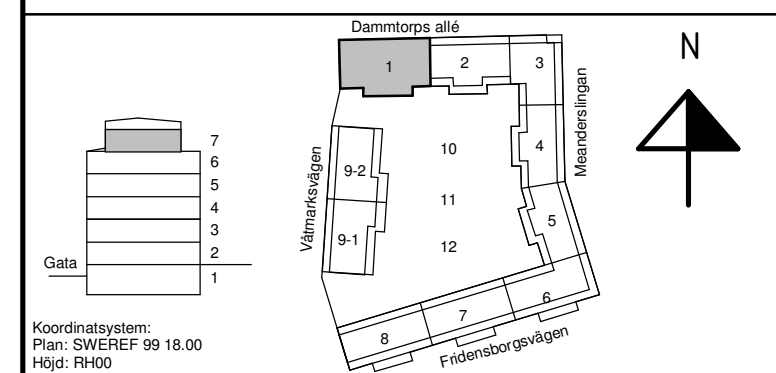 Dammtorps allé
N
1
2
3
Meanderslingan
4
5
6
7
8
9-1
9-2
Våtmarksvägen
10
11
12
Fridensborgsvägen
7
6
5
4
3
2
1
Gata
Koordinatsystem:
Plan: SWEREF 99 18.00
Höjd: RH00